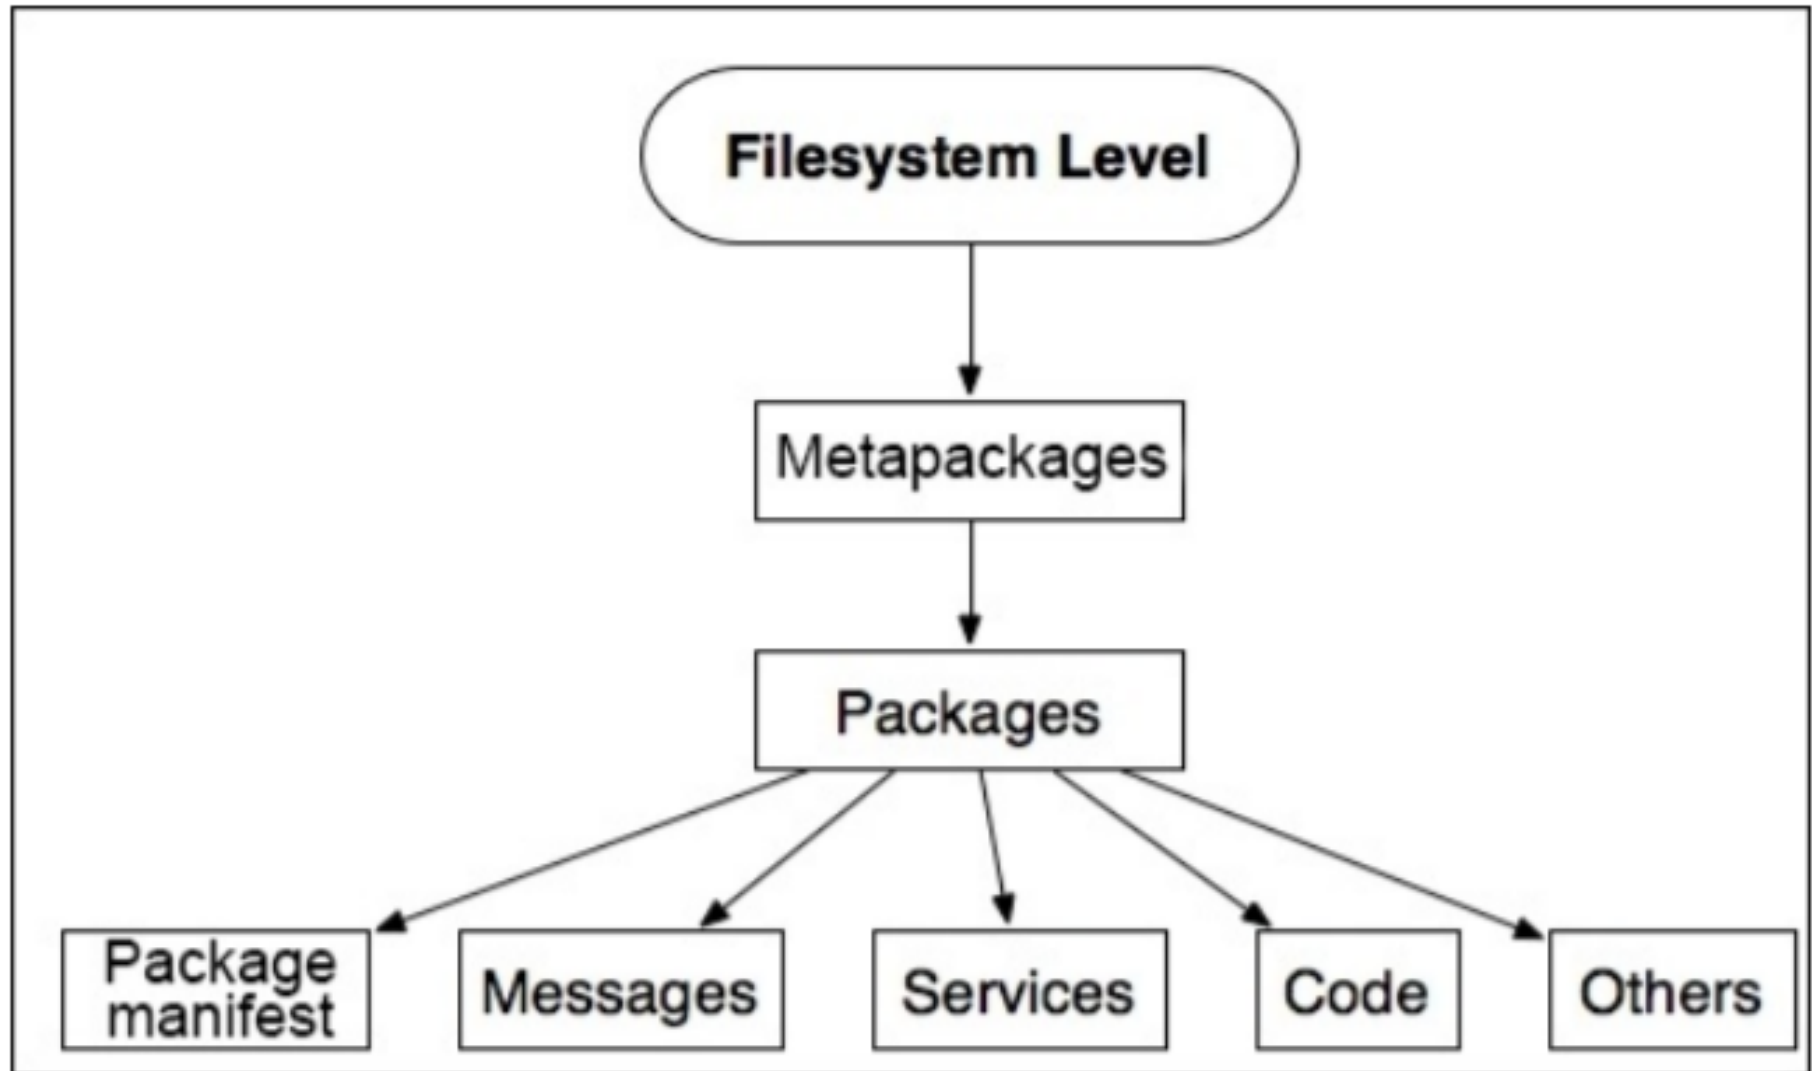 Filesystem Level
Metapackages
Packages
Package
manifest
Messages
Services
Code
Others